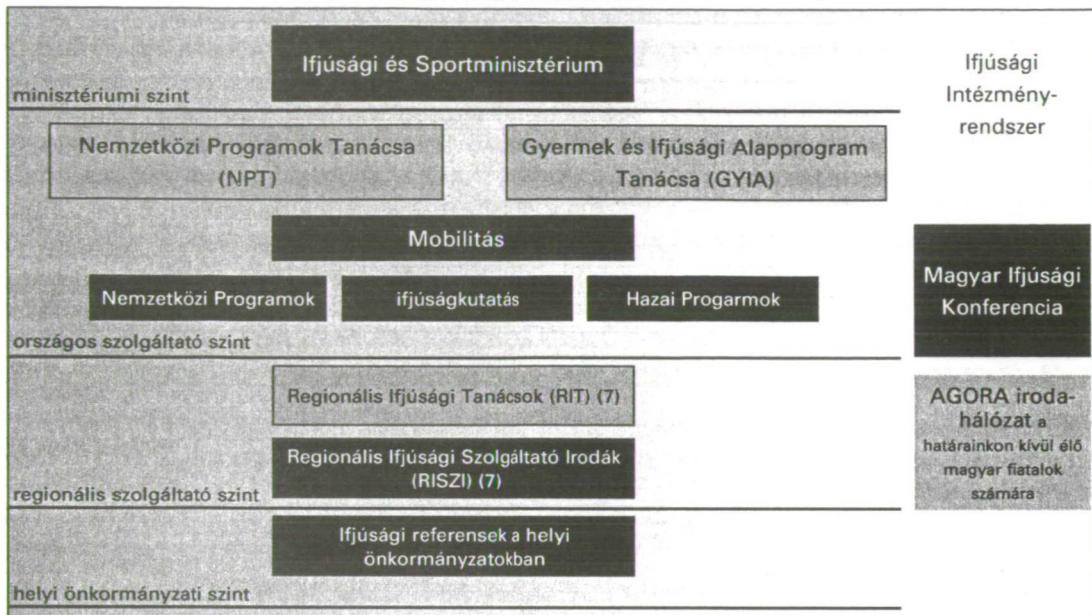 Ifjúsági és Sportminisztérium
minisztériumi szint
Ifjúsági
Intézmény-
rendszer
Nemzetközi Programok Tanácsa
(NPT)
Gyermek és Ifjúsági Alapprogram
Tanácsa (GYIA)
Mobilitás
Nemzetközi Programok
ifjúságkutatás
Hazai Progarmok
országos szolgáltató szint
Magyar Ifjúsági
Konferencia
Regionális Ifjúsági Tanácsok (RIT) (7)
Regionális Ifjúsági Szolgáltató Irodák
(RISZI) (7)
regionális szolgáltató szint
AGORA iroda-
hálózat a
határainkon kívül élő
magyar fiatalok
számára
Ifjúsági referensek a helyi
önkormányzatokban
helyi önkormányzati szint